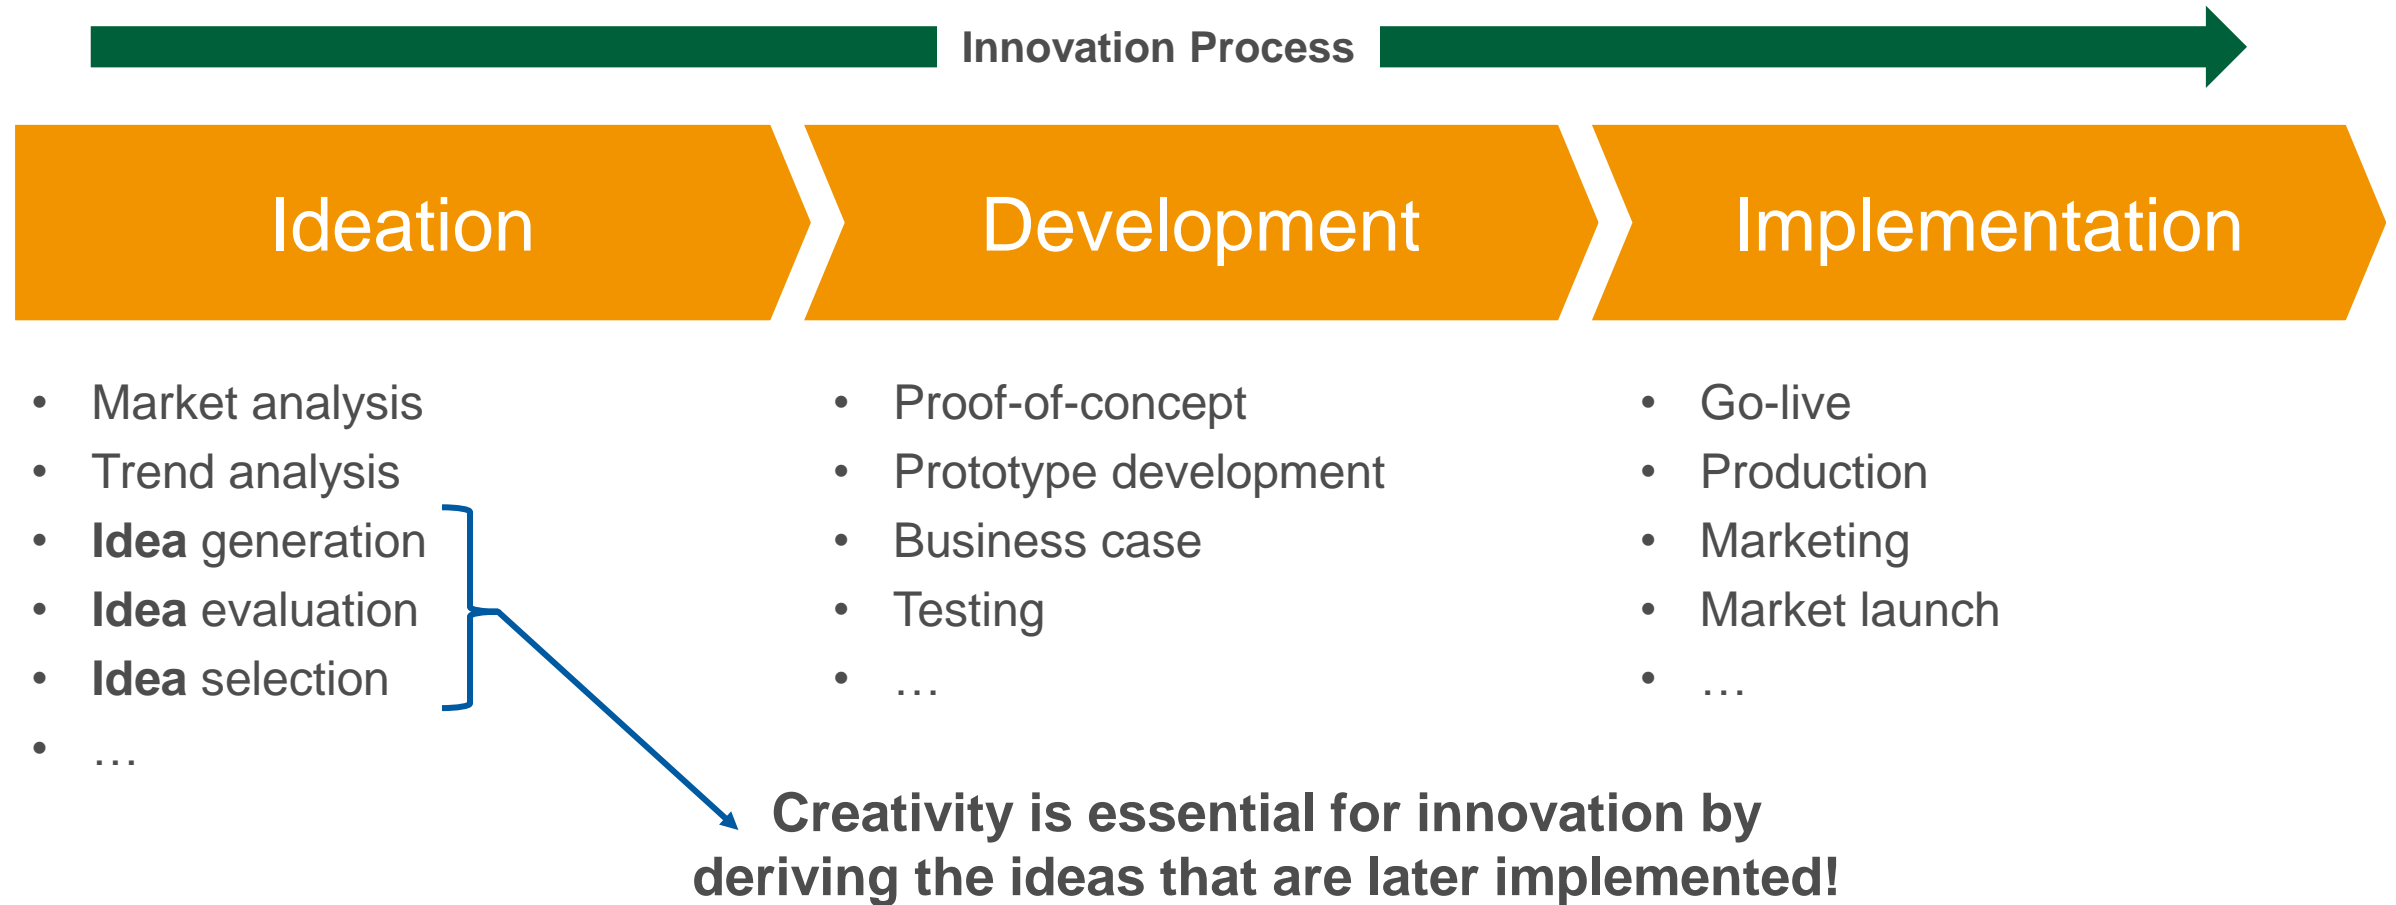 Innovation Process
Ideation
Development
Implementation
• Market analysis
• Trend analysis
• Idea generation
• Idea evaluation
• Idea selection
• …
• Proof-of-concept
• Prototype development
• Business case
• Testing
• …
• Go-live
• Production
• Marketing
• Market launch
• …
Creativity is essential for innovation by
deriving the ideas that are later implemented!